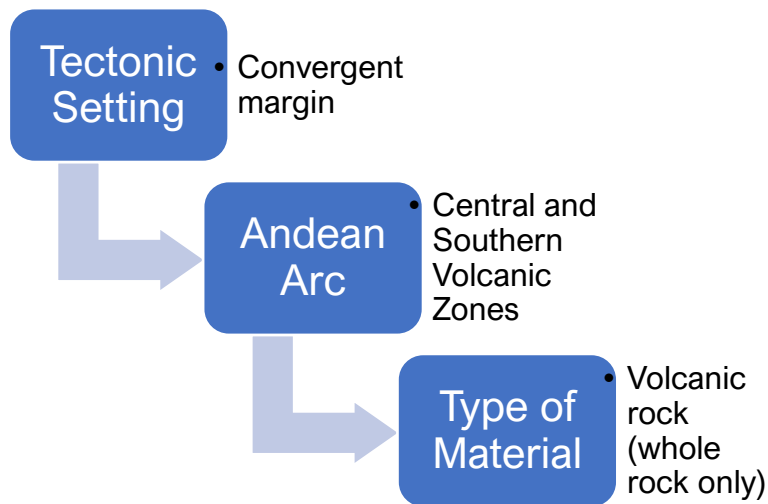 Tectonic
Setting
• Convergent
margin
Andean
Arc
• Central and
Southern
Volcanic
Zones
Type of
Material
• Volcanic
rock
(whole
rock only)